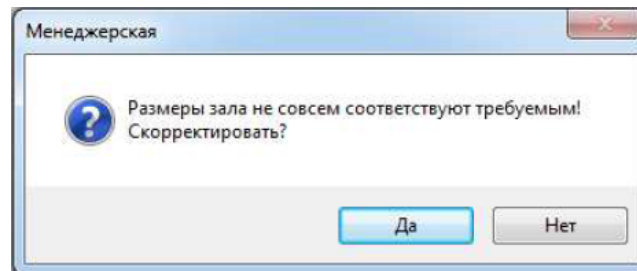 Менеджерская
Размеры зала не совсем соответствуют требуемым!
Скорректировать?
Да
Нет